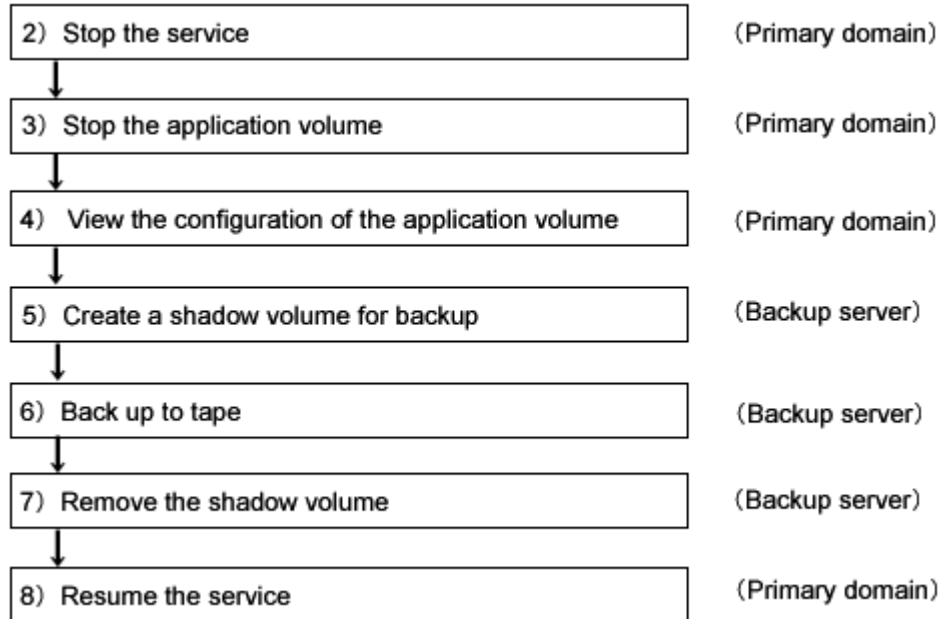 2）Stop the service （Primary domain）
3）Stop the application volume （Primary domain）
4） View the configuration of the application volume （Primary domain）
5）Create a shadow volume for backup （Backup server）
6）Back up to tape （Backup server）
7）Remove the shadow volume （Backup server）
8）Resume the service （Primary domain）